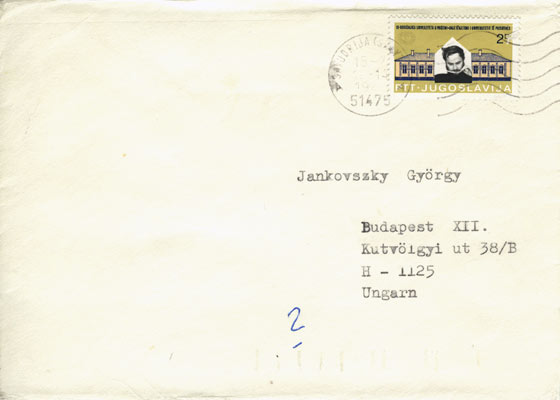 2
PTT-JUGOSLAVIJA
51475
Jankovszky György
Budapest XII.
Kutvölgyi ut 38/B
H - 1125
Ungarn
2